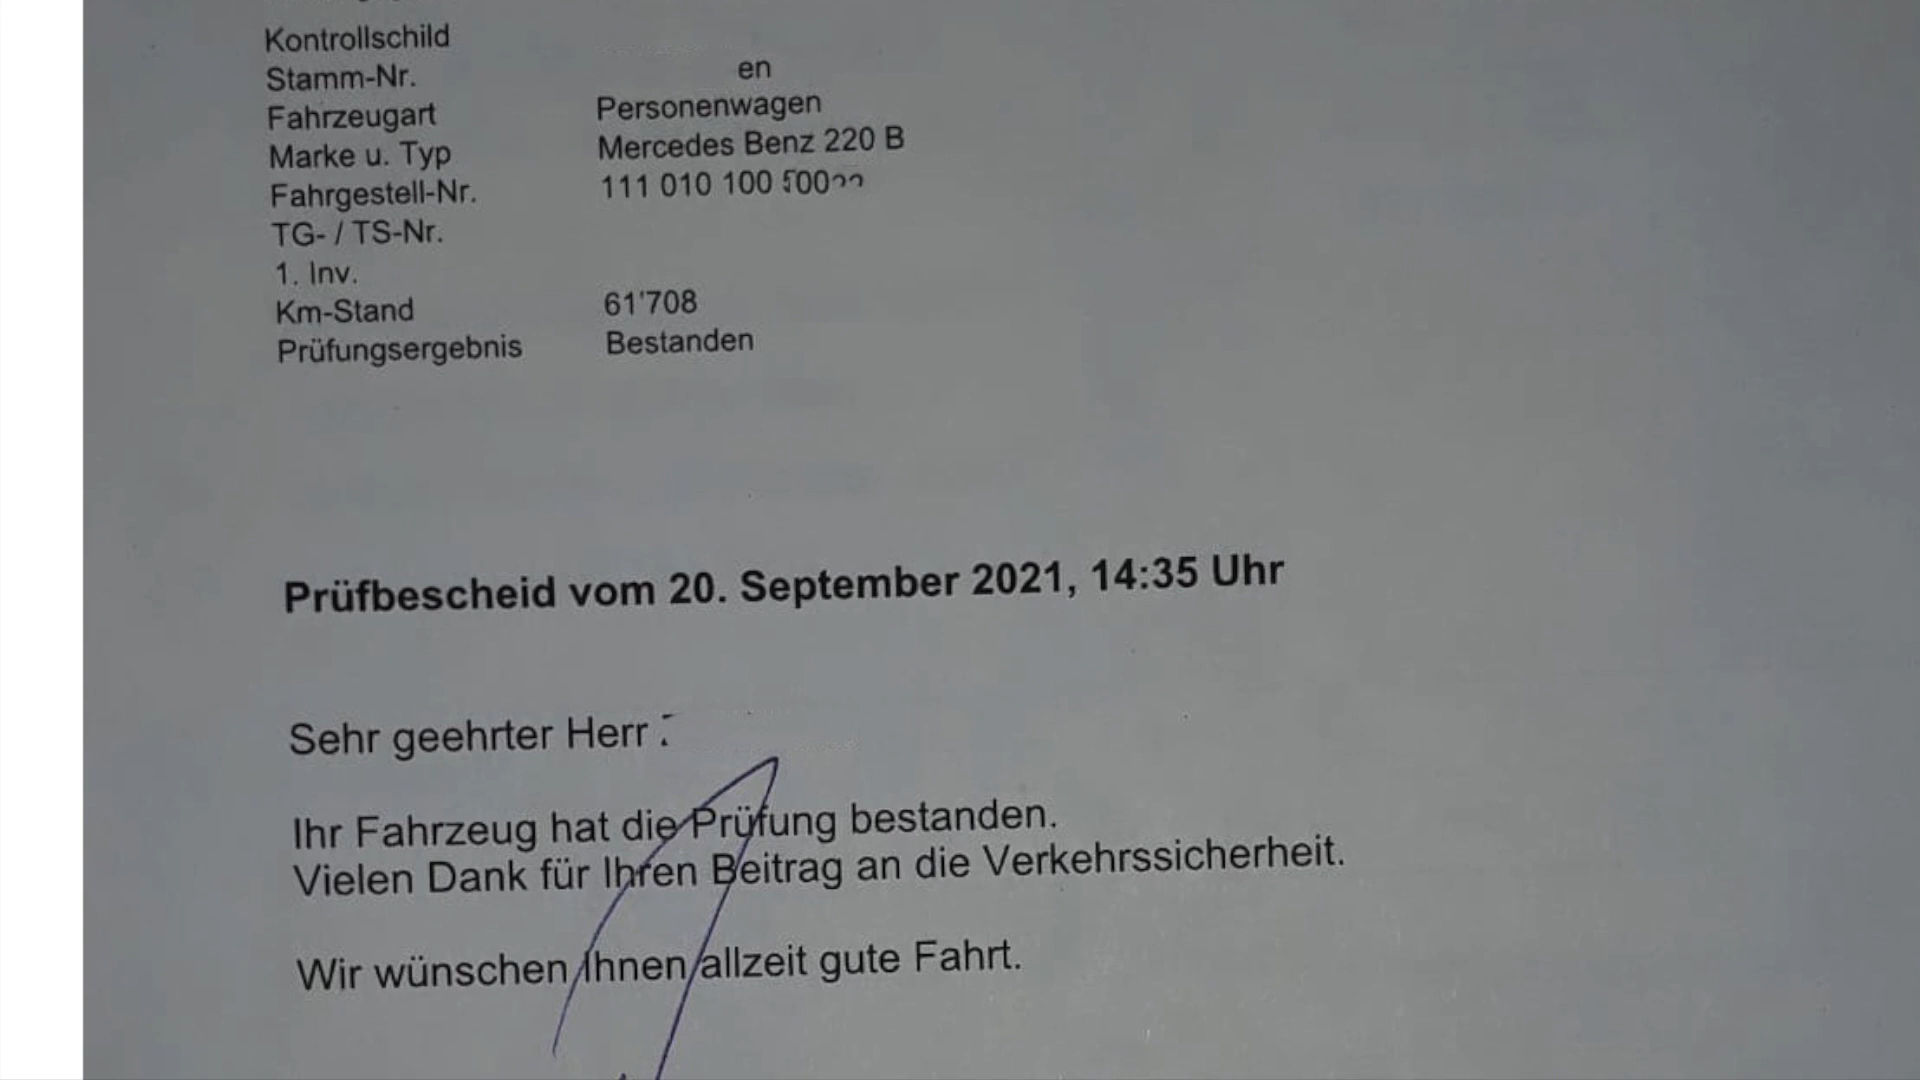 Kontrollschild
Stamm-Nr. en
Fahrzeugart Personenwagen
Marke u. Typ Mercedes Benz 220 B
Fahrgestell-Nr. 111 010 100
TG- / TS-Nr.
1. Inv.
Km-Stand 61'708
Prüfungsergebnis Bestanden
Prüfbescheid vom 20. September 2021, 14:35 Uhr
Sehr geehrter Herr
Ihr Fahrzeug hat die Prüfung bestanden.
Vielen Dank für Ihren Beitrag an die Verkehrssicherheit.
Wir wünschen Ihnen allzeit gute Fahrt.